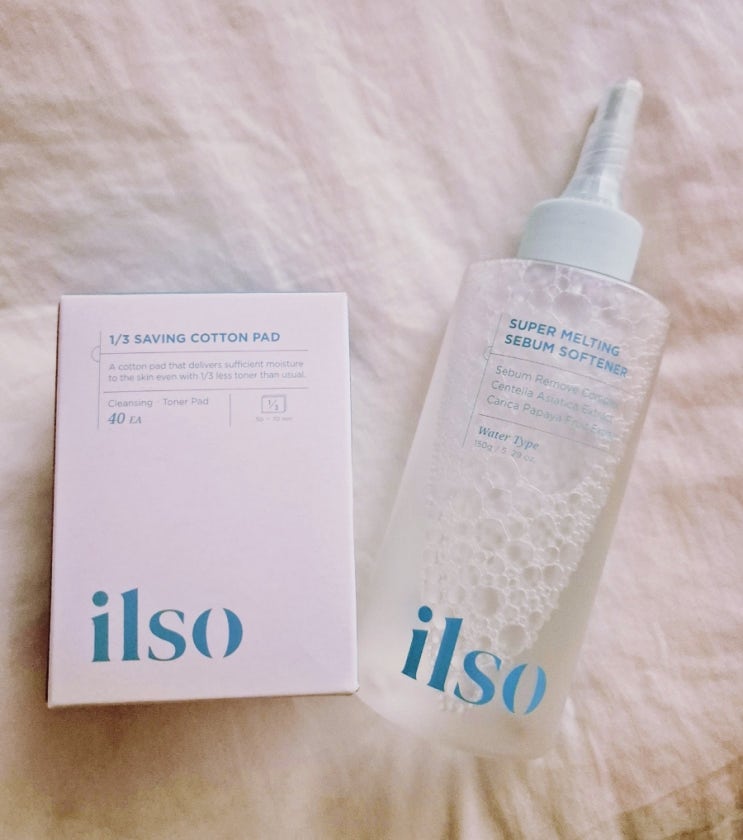 1/3 SAVING COTTON PAD
A cotton pad that delivers sufficient moisture
to the skin even with 1/3 less toner than usual.
Cleansing · Toner Pad
40 EA
1/3
ilso
SUPER MELTING
SEBUM SOFTENER
Sebum Remove
Centella Asiatica Extract
Carica Papaya Fruit
Water Type
150g / 5. 29 oz.
ilso